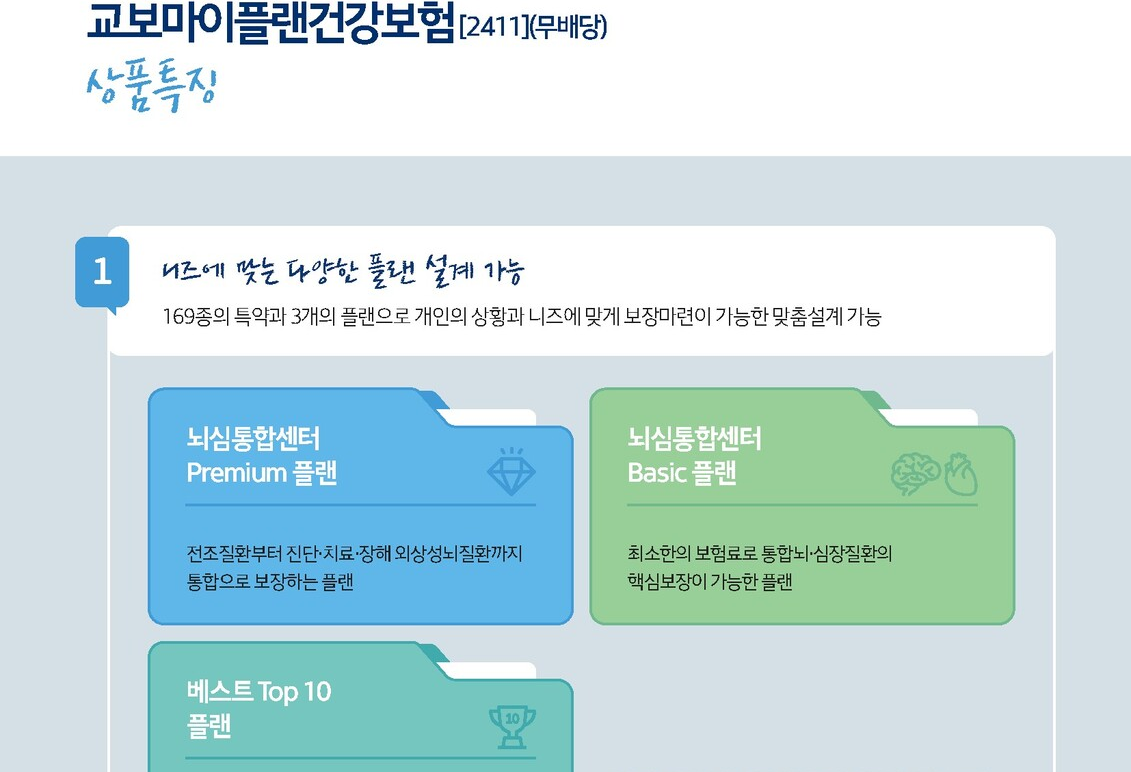 교보마이플랜건강보험[2411](무배당)
상품특징
1
니즈에 맞는 다양한 플랜 설계 가능
169종의 특약과 3개의 플랜으로 개인의 상황과 니즈에 맞게 보장마련이 가능한 맞춤설계 가능
뇌심통합센터
Premium 플랜
전조질환부터 진단·치료·장해 외상성뇌질환까지
통합으로 보장하는 플랜
뇌심통합센터
Basic 플랜
최소한의 보험료로 통합뇌·심장질환의
핵심보장이 가능한 플랜
베스트 Top 10
플랜
10